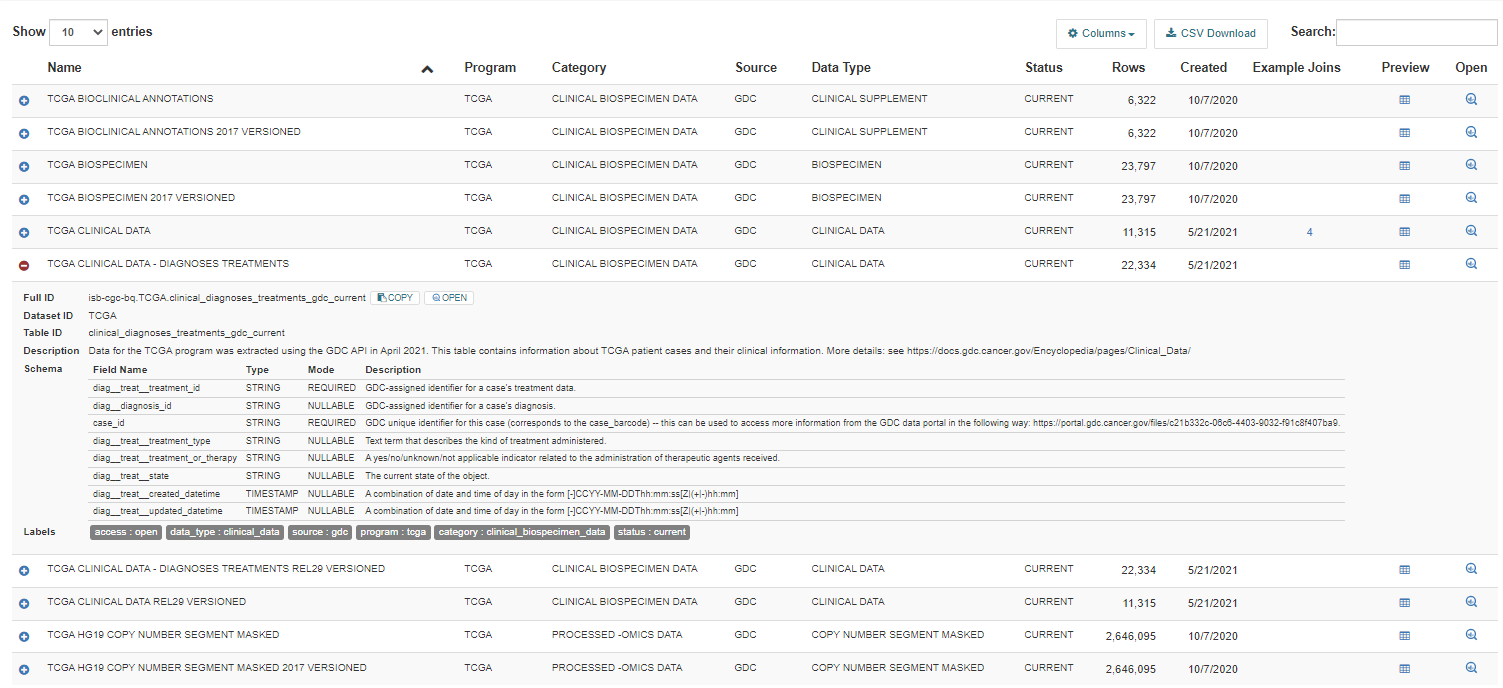 Show 10 entries Columns CSV Download Search:
Name Program Category Source Data Type Status Rows Created Example Joins Preview Open
TCGA BIOCLINICAL ANNOTATIONS TCGA CLINICAL BIOSPECIMEN DATA GDC CLINICAL SUPPLEMENT CURRENT 6,322 10/7/2020
TCGA BIOCLINICAL ANNOTATIONS 2017 VERSIONED TCGA CLINICAL BIOSPECIMEN DATA GDC CLINICAL SUPPLEMENT CURRENT 6,322 10/7/2020
TCGA BIOSPECIMEN TCGA CLINICAL BIOSPECIMEN DATA GDC BIOSPECIMEN CURRENT 23,797 10/7/2020
TCGA BIOSPECIMEN 2017 VERSIONED TCGA CLINICAL BIOSPECIMEN DATA GDC BIOSPECIMEN CURRENT 23,797 10/7/2020
TCGA CLINICAL DATA TCGA CLINICAL BIOSPECIMEN DATA GDC CLINICAL DATA CURRENT 11,315 5/21/2021 4
TCGA CLINICAL DATA - DIAGNOSES TREATMENTS TCGA CLINICAL BIOSPECIMEN DATA GDC CLINICAL DATA CURRENT 22,334 5/21/2021
Full ID isb-cgc-bq.TCGA.clinical_diagnoses_treatments_gdc_current COPY OPEN
Dataset ID TCGA
Table ID clinical_diagnoses_treatments_gdc_current
Description Data for the TCGA program was extracted using the GDC API in April 2021. This table contains information about TCGA patient cases and their clinical information. More details: see https://docs.gdc.cancer.gov/Encyclopedia/pages/Clinical_Data/
Schema Field Name Type Mode Description
diag__treat__treatment_id STRING REQUIRED GDC-assigned identifier for a case's treatment data.
diag__diagnosis_id STRING NULLABLE GDC-assigned identifier for a case's diagnosis.
case_id STRING REQUIRED GDC unique identifier for this case (corresponds to the case_barcode) -- this can be used to access more information from the GDC data portal in the following way: https://portal.gdc.cancer.gov/files/c21b332c-06c6-4403-9032-f91c8f407ba9.
diag__treat__treatment_type STRING NULLABLE Text term that describes the kind of treatment administered.
diag__treat__treatment_or_therapy STRING NULLABLE A yes/no/unknown/not applicable indicator related to the administration of therapeutic agents received.
diag__treat__state STRING NULLABLE The current state of the object.
diag__treat__created_datetime TIMESTAMP NULLABLE A combination of date and time of day in the form [-]CCYY-MM-DDThh:mm:ss[Z|(+|-)hh:mm]
diag__treat__updated_datetime TIMESTAMP NULLABLE A combination of date and time of day in the form [-]CCYY-MM-DDThh:mm:ss[Z|(+|-)hh:mm]
Labels access : open data_type : clinical_data source : gdc program : tcga category : clinical_biospecimen_data status : current
TCGA CLINICAL DATA - DIAGNOSES TREATMENTS REL29 VERSIONED TCGA CLINICAL BIOSPECIMEN DATA GDC CLINICAL DATA CURRENT 22,334 5/21/2021
TCGA CLINICAL DATA REL29 VERSIONED TCGA CLINICAL BIOSPECIMEN DATA GDC CLINICAL DATA CURRENT 11,315 5/21/2021
TCGA HG19 COPY NUMBER SEGMENT MASKED TCGA PROCESSED -OMICS DATA GDC COPY NUMBER SEGMENT MASKED CURRENT 2,646,095 10/7/2020
TCGA HG19 COPY NUMBER SEGMENT MASKED 2017 VERSIONED TCGA PROCESSED -OMICS DATA GDC COPY NUMBER SEGMENT MASKED CURRENT 2,646,095 10/7/2020